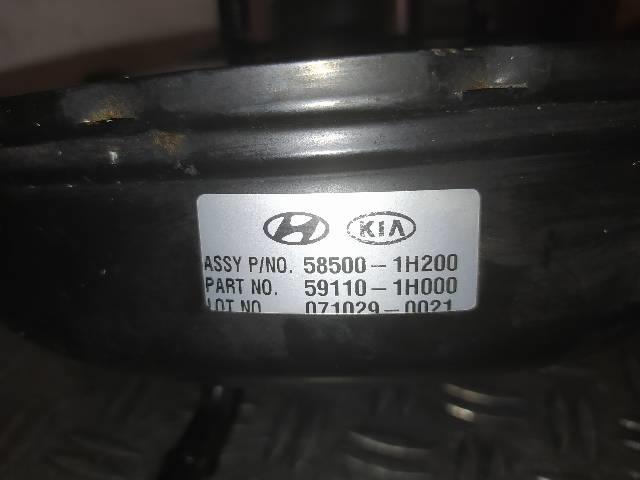 KIA
ASSY P/NO. 58500-1H200
PART NO. 59110-1H000
LOT NO 071029-0021